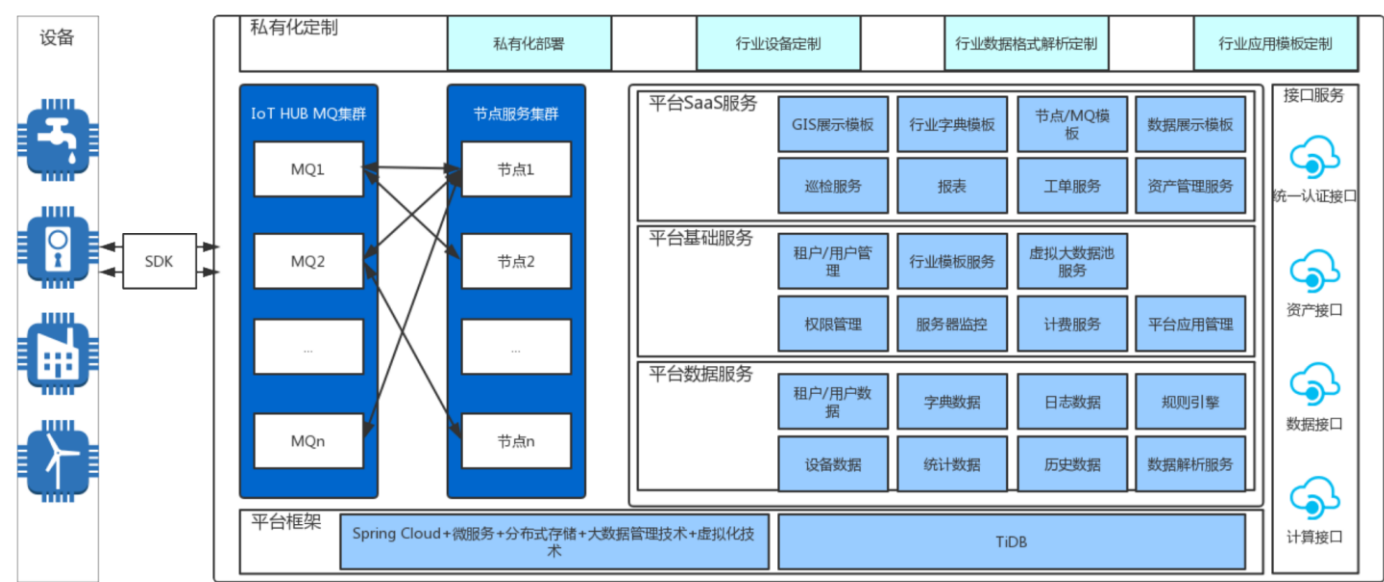 设备
SDK
私有化定制
私有化部署
行业设备定制
行业数据格式解析定制
行业应用模板定制
IoT HUB MQ集群
MQ1
MQ2
...
MQn
节点服务集群
节点1
节点2
...
节点n
平台SaaS服务
GIS展示模板
行业字典模板
节点/MQ模
板
数据展示模板
巡检服务
报表
工单服务
资产管理服务
平台基础服务
租户/用户管
理
行业模板服务
虚拟大数据池
服务
权限管理
服务器监控
计费服务
平台应用管理
平台数据服务
租户/用户数
据
字典数据
日志数据
规则引擎
设备数据
统计数据
历史数据
数据解析服务
接口服务
统一认证接口
资产接口
数据接口
计算接口
平台框架
Spring Cloud+微服务+分布式存储+大数据管理技术+虚拟化技
术
TiDB